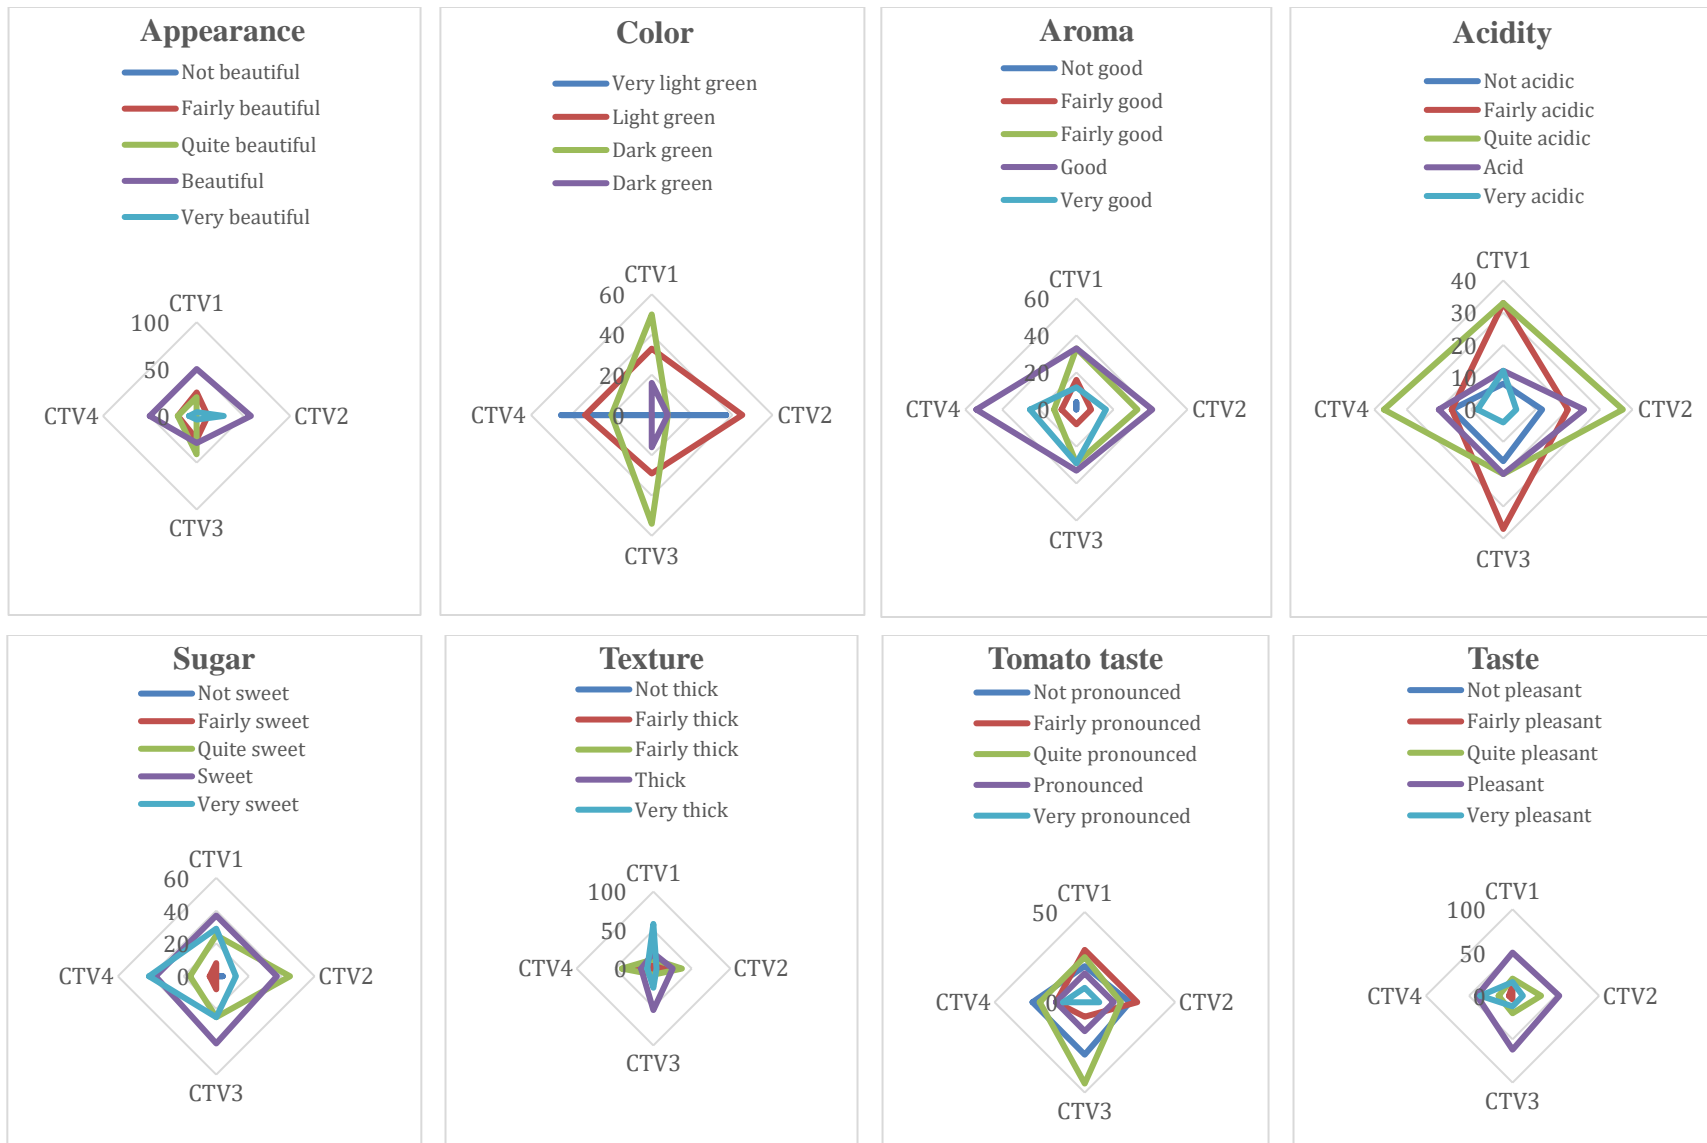 Appearance
Not beautiful
Fairly beautiful
Quite beautiful
Beautiful
Very beautiful
CTV1
100
50
0
CTV4
CTV2
CTV3
Color
Very light green
Light green
Dark green
Dark green
CTV1
60
40
20
0
CTV4
CTV2
CTV3
Aroma
Not good
Fairly good
Fairly good
Good
Very good
CTV1
60
40
20
0
CTV4
CTV2
CTV3
Acidity
Not acidic
Fairly acidic
Quite acidic
Acid
Very acidic
CTV1
40
30
20
10
0
CTV4
CTV2
CTV3
Sugar
Not sweet
Fairly sweet
Quite sweet
Sweet
Very sweet
CTV1
60
40
20
0
CTV4
CTV2
CTV3
Texture
Not thick
Fairly thick
Fairly thick
Thick
Very thick
CTV1
100
50
0
CTV4
CTV2
CTV3
Tomato taste
Not pronounced
Fairly pronounced
Quite pronounced
Pronounced
Very pronounced
CTV1
50
0
CTV4
CTV2
CTV3
Taste
Not pleasant
Fairly pleasant
Quite pleasant
Pleasant
Very pleasant
CTV1
100
50
0
CTV4
CTV2
CTV3